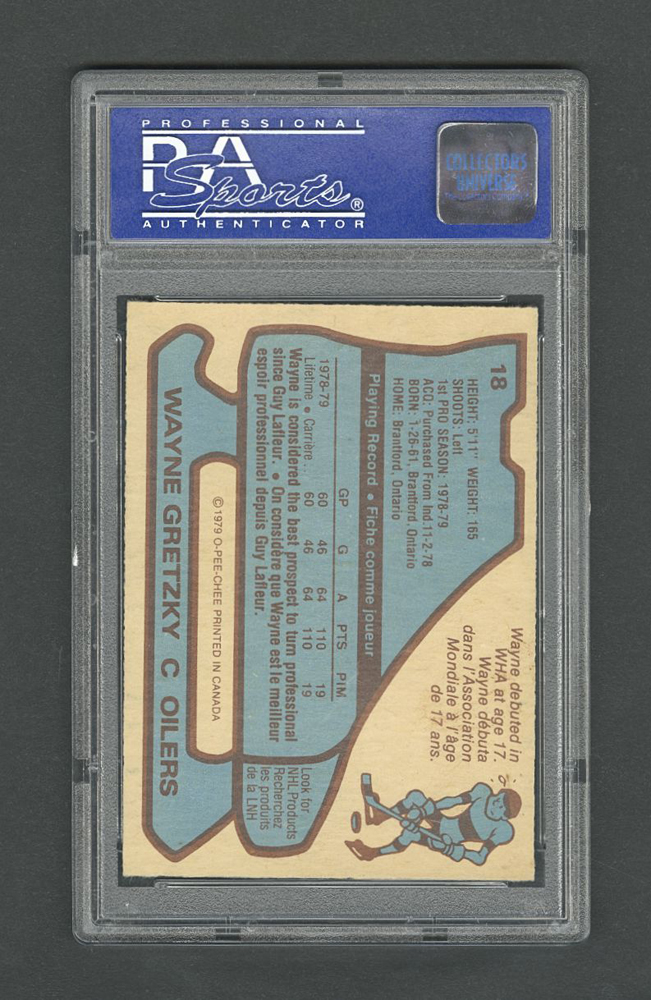 PROFESSIONAL
PSA
Sports®
AUTHENTICATOR
COLLECTORS
UNIVERSE
18
HEIGHT: 5'11" WEIGHT: 165
SHOOTS: Left
1st PRO SEASON: 1978-79
ACQ: Purchased From Ind. 11-2-78
BORN: 1-26-61, Brantford, Ontario
HOME: Brantford, Ontario
Wayne debuted in
WHA at age 17.
Wayne débuta
dans l'Association
Mondiale à l'âge
de 17 ans.
Playing Record • Fiche comme joueur
GP G A PTS PIM
1978-79 60 46 64 110 19
Lifetime • Carrière... 60 46 64 110 19
Wayne is considered the best prospect to turn professional
since Guy Lafleur. • On considère que Wayne est le meilleur
espoir professionnel depuis Guy Lafleur.
Look for
NHL Products
Recherchez
les produits
de la LNH
©1979 O-PEE-CHEE PRINTED IN CANADA
WAYNE GRETZKY C OILERS